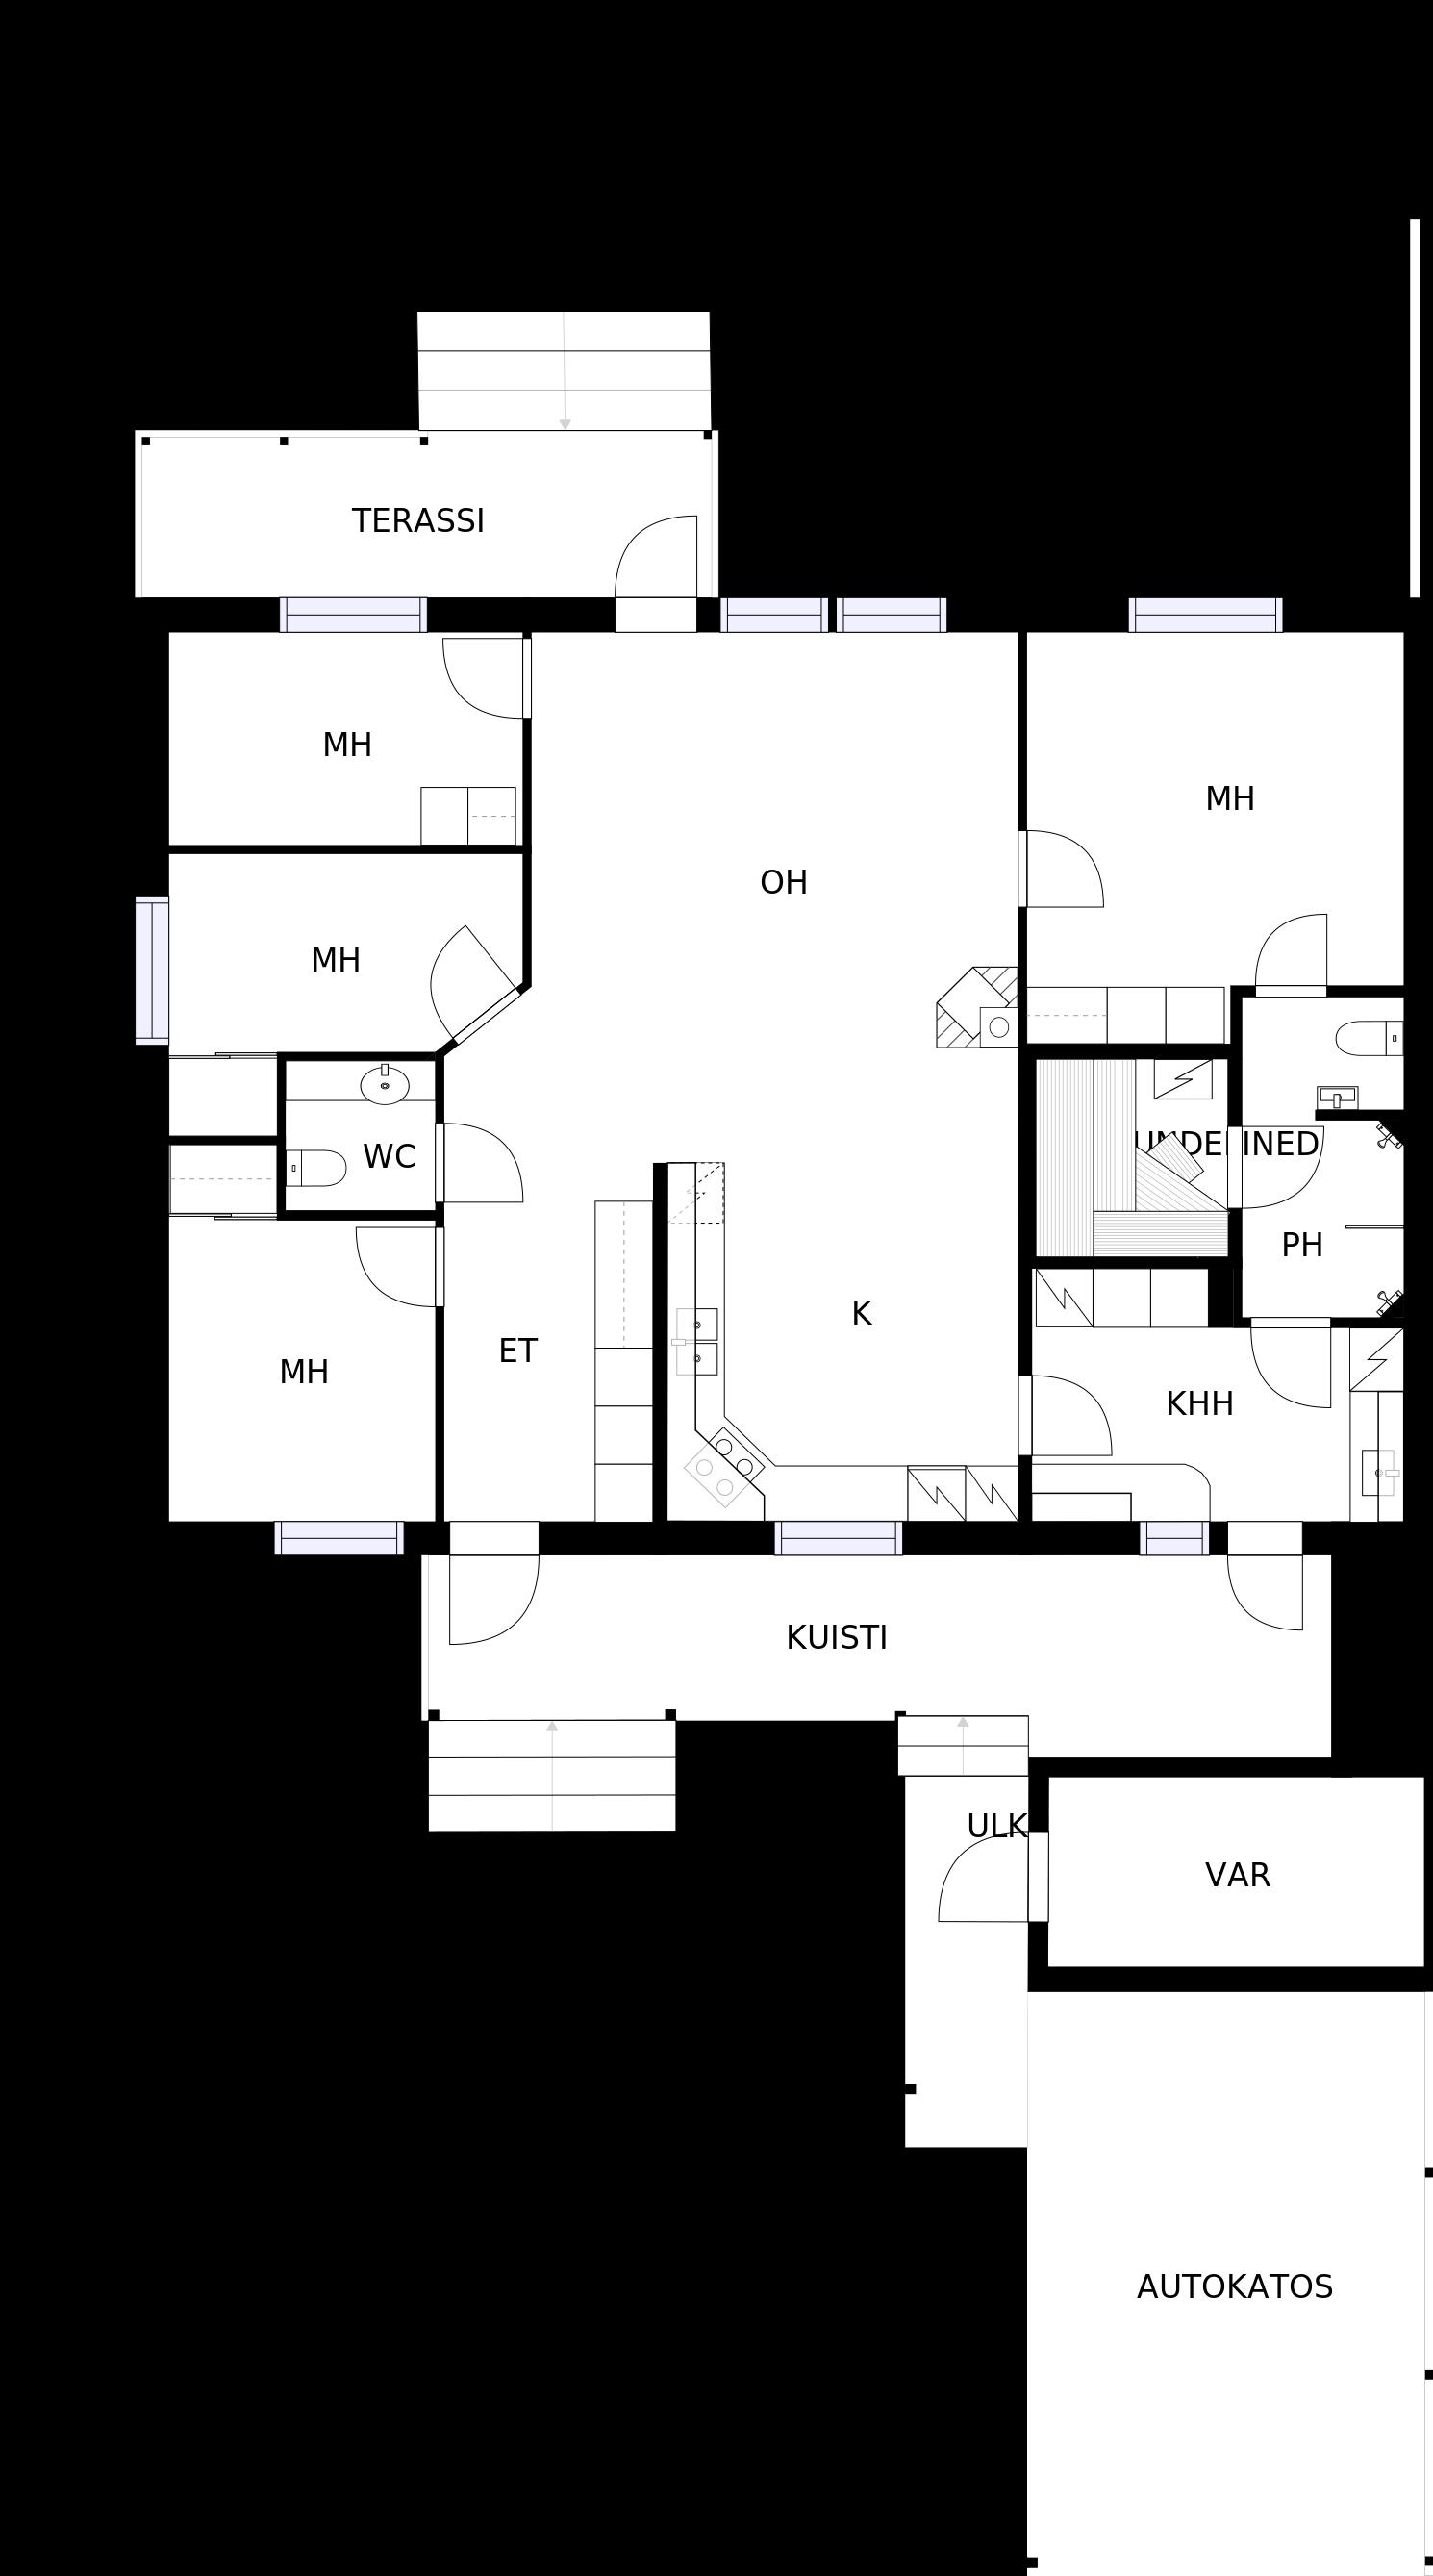 TERASSI
MH
MH
OH
MH
UNDEFINED
WC
PH
K
ET
MH
KHH
KUISTI
ULK
VAR
AUTOKATOS